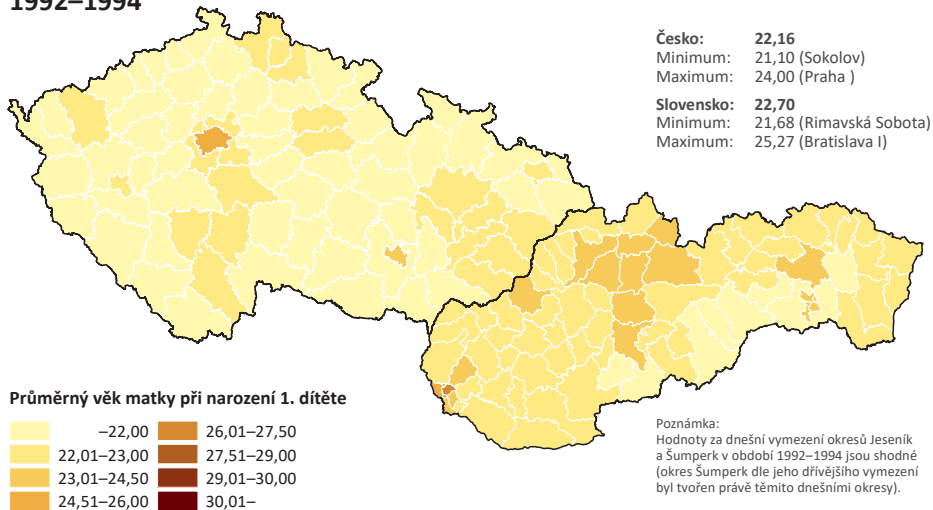 1992–1994
Česko: 22,16
Minimum: 21,10 (Sokolov)
Maximum: 24,00 (Praha )
Slovensko: 22,70
Minimum: 21,68 (Rimavská Sobota)
Maximum: 25,27 (Bratislava I)
Průměrný věk matky při narození 1. dítěte
–22,00
22,01–23,00
23,01–24,50
24,51–26,00
26,01–27,50
27,51–29,00
29,01–30,00
30,01–
Poznámka:
Hodnoty za dnešní vymezení okresů Jeseník
a Šumperk v období 1992–1994 jsou shodné
(okres Šumperk dle jeho dřívějšího vymezení
byl tvořen právě těmito dnešními okresy).